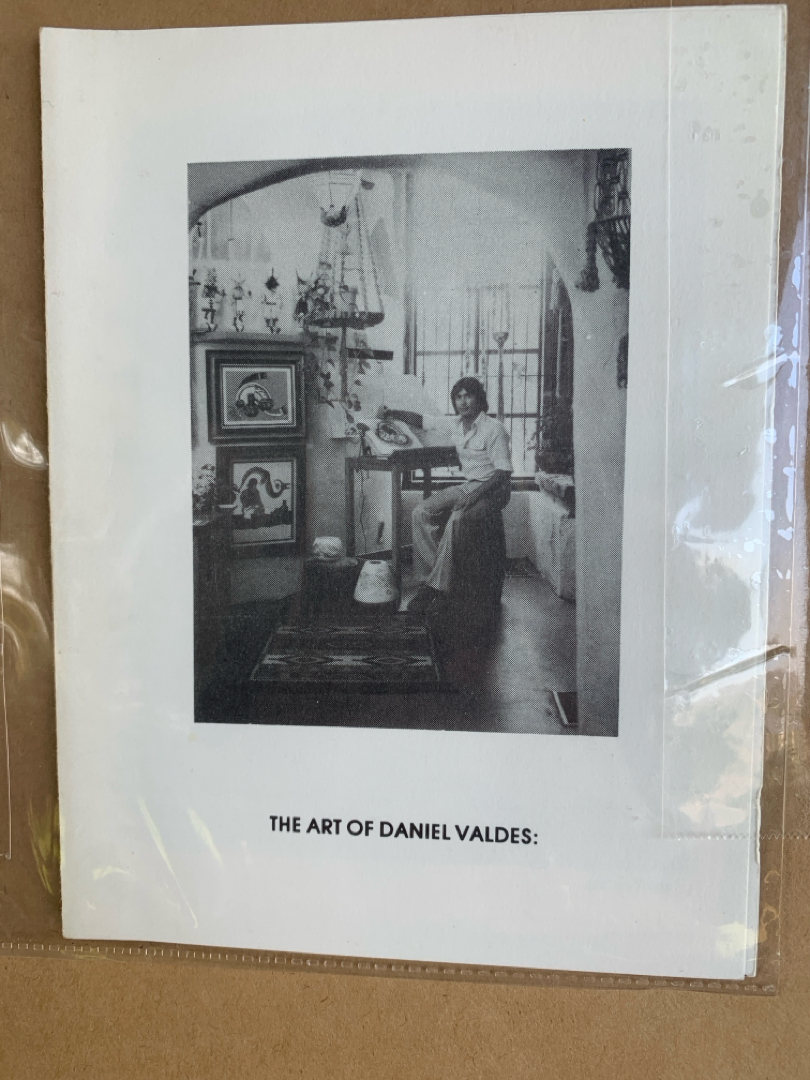 THE ART OF DANIEL VALDES: